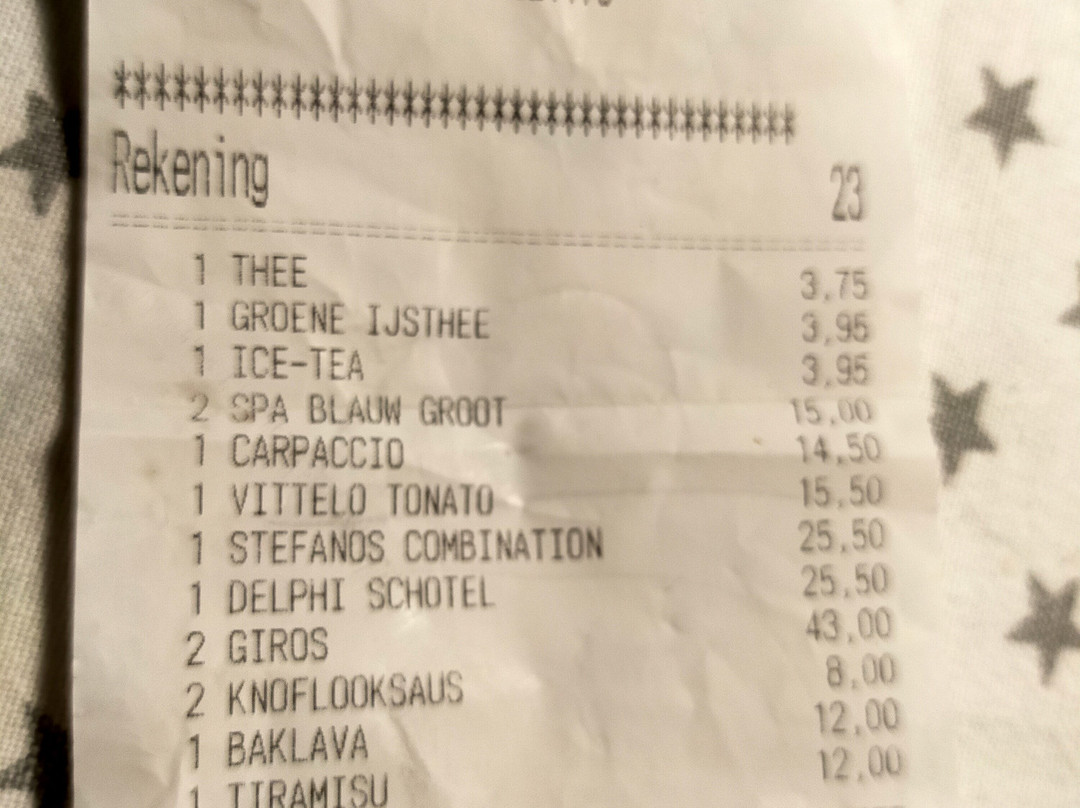 ****************************************
Rekening 23
1 THEE 3,75
1 GROENE IJSTHEE 3,95
1 ICE-TEA 3,95
2 SPA BLAUW GROOT 15,00
1 CARPACCIO 14,50
1 VITTELO TONATO 15,50
1 STEFANOS COMBINATION 25,50
1 DELPHI SCHOTEL 25,50
2 GIROS 43,00
2 KNOFLOOKSAUS 8,00
1 BAKLAVA 12,00
1 TIRAMISU 12,00